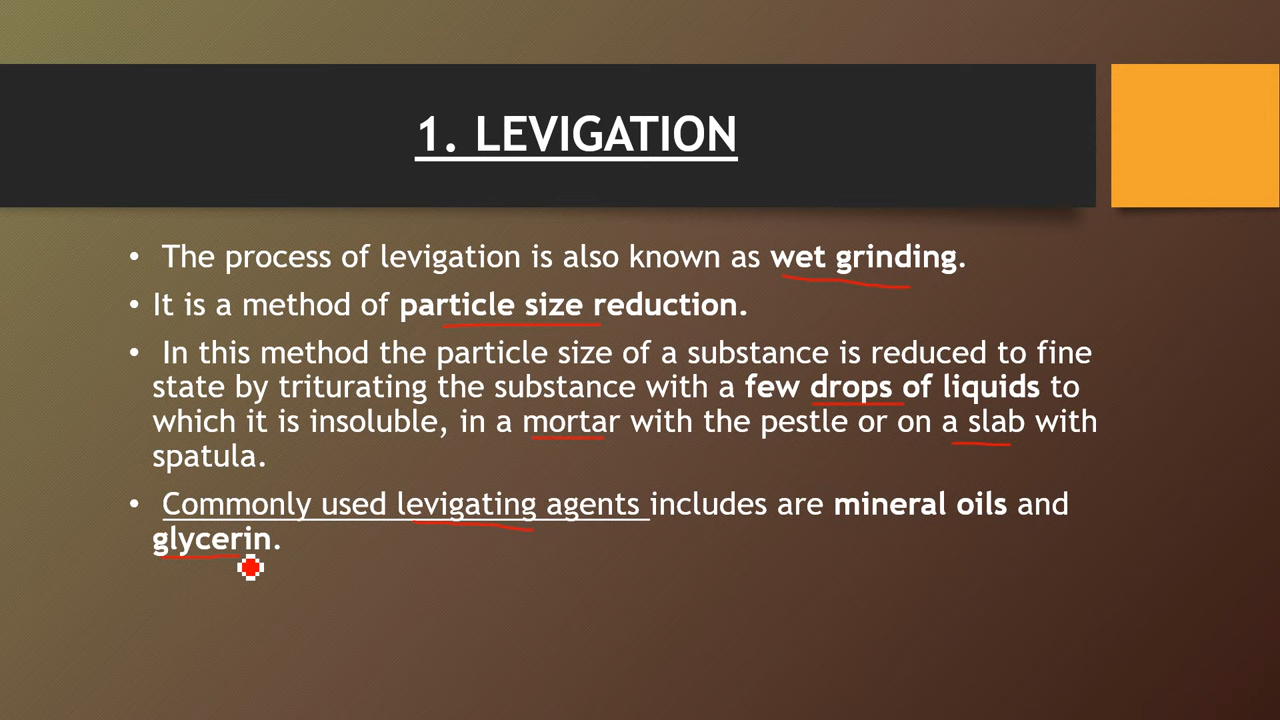 1. LEVIGATION
• The process of levigation is also known as wet grinding.
• It is a method of particle size reduction.
• In this method the particle size of a substance is reduced to fine
state by triturating the substance with a few drops of liquids to
which it is insoluble, in a mortar with the pestle or on a slab with
spatula.
• Commonly used levigating agents includes are mineral oils and
glycerin.